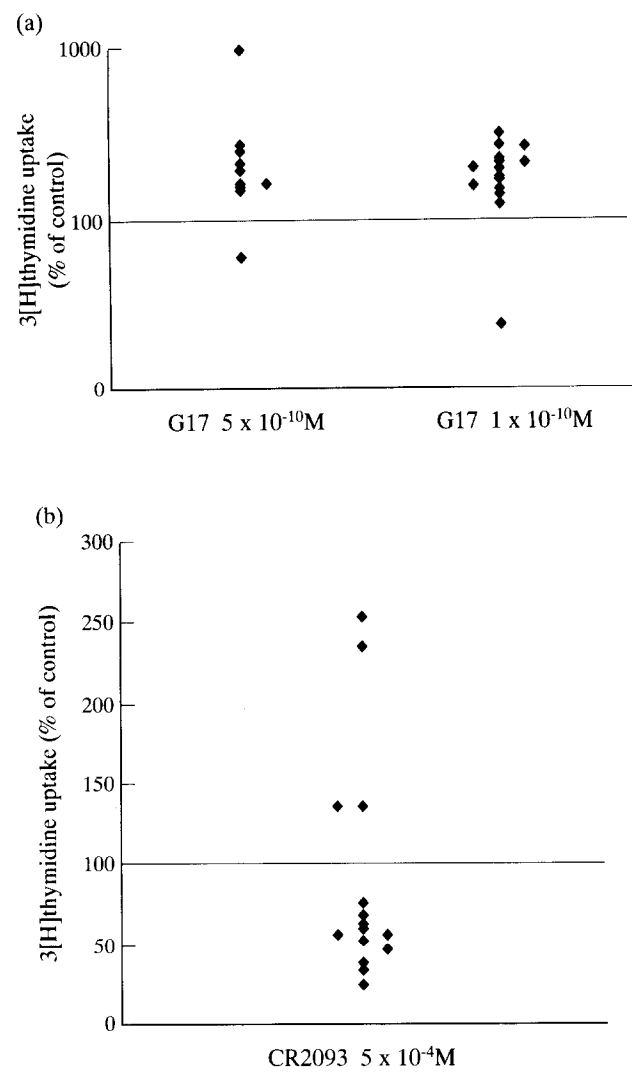 (a)
1000
100
0
3[H]thymidine uptake
(% of control)
G17 5 x 10⁻¹⁰M
G17 1 x 10⁻¹⁰M
(b)
300
250
200
150
100
50
0
3[H]thymidine uptake (% of control)
CR2093 5 x 10⁻⁴M